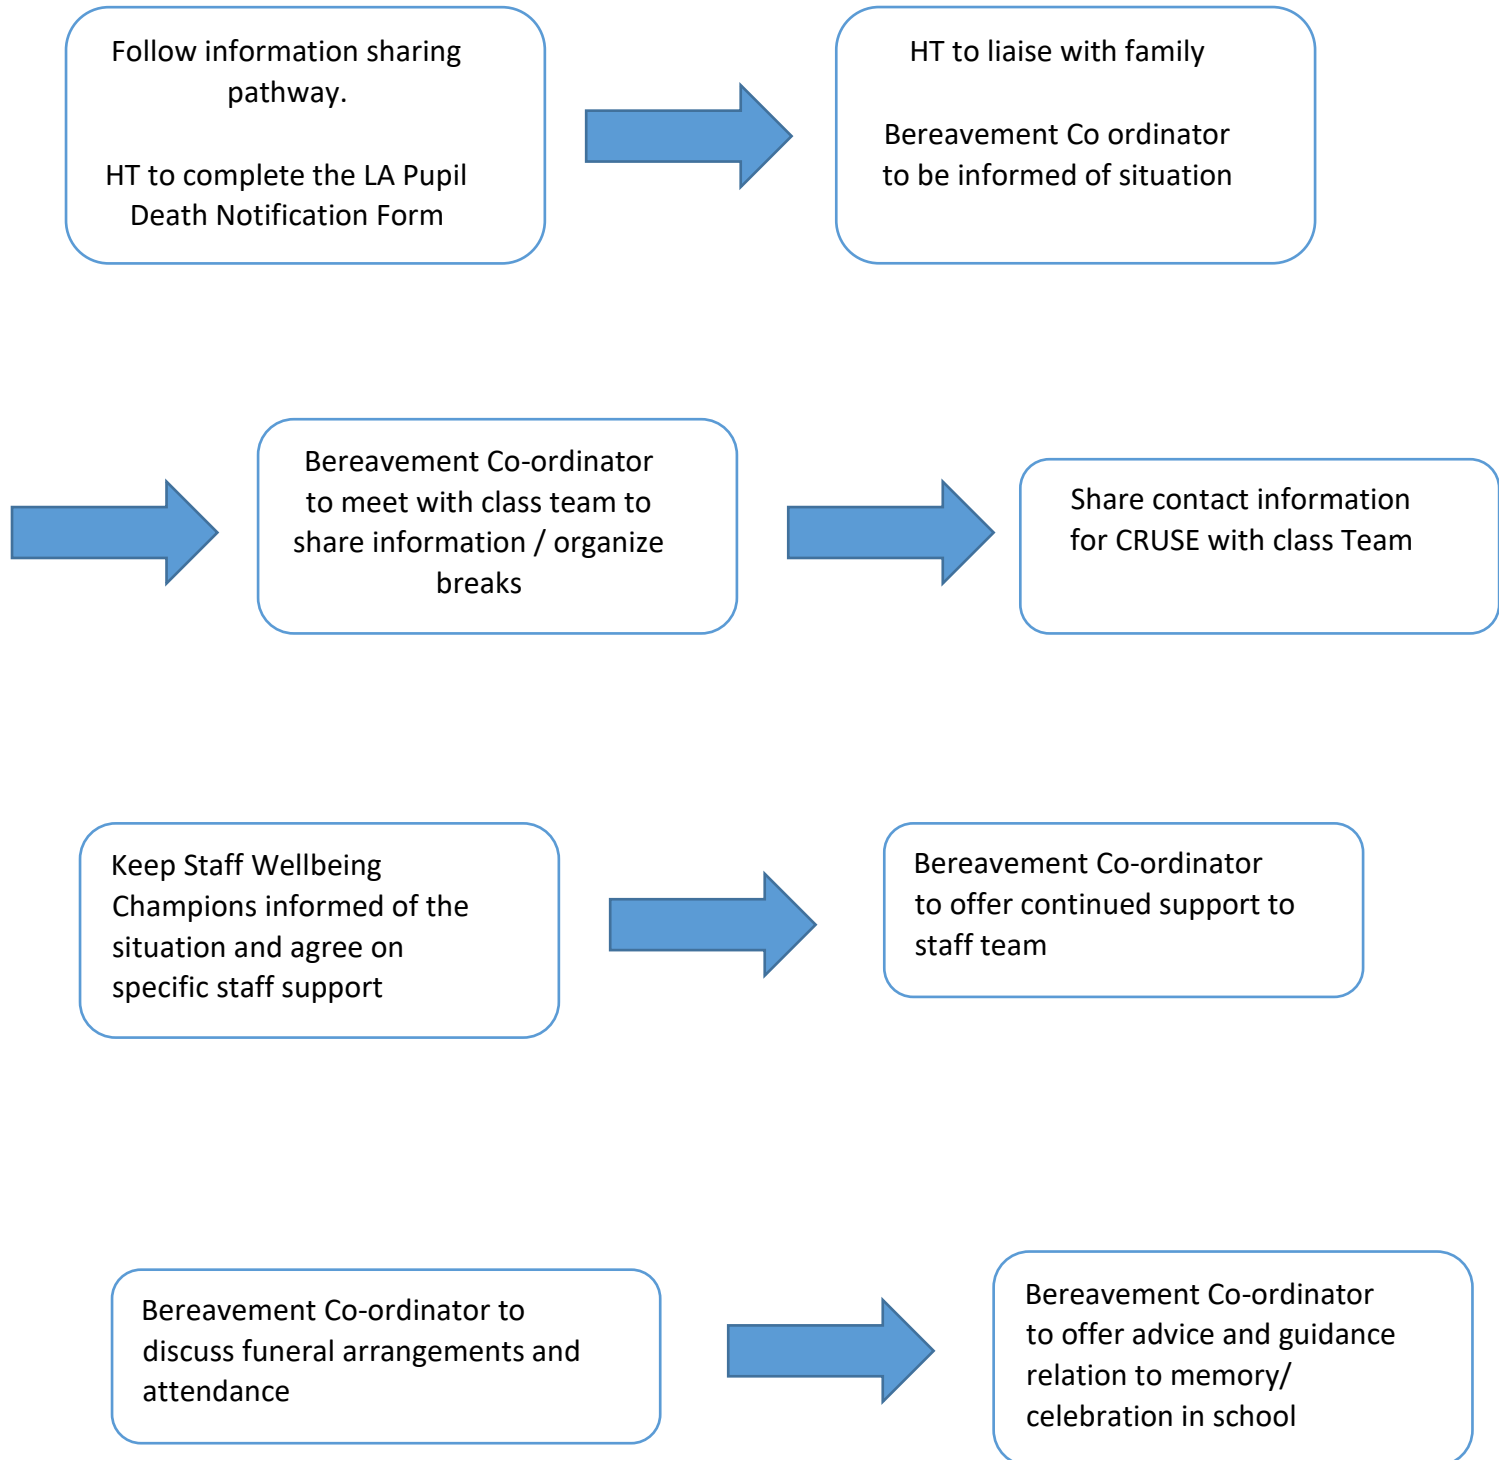 Follow information sharing
pathway.
HT to complete the LA Pupil
Death Notification Form
HT to liaise with family
Bereavement Co ordinator
to be informed of situation
Bereavement Co-ordinator
to meet with class team to
share information / organize
breaks
Share contact information
for CRUSE with class Team
Keep Staff Wellbeing
Champions informed of the
situation and agree on
specific staff support
Bereavement Co-ordinator
to offer continued support to
staff team
Bereavement Co-ordinator to
discuss funeral arrangements and
attendance
Bereavement Co-ordinator
to offer advice and guidance
relation to memory/
celebration in school